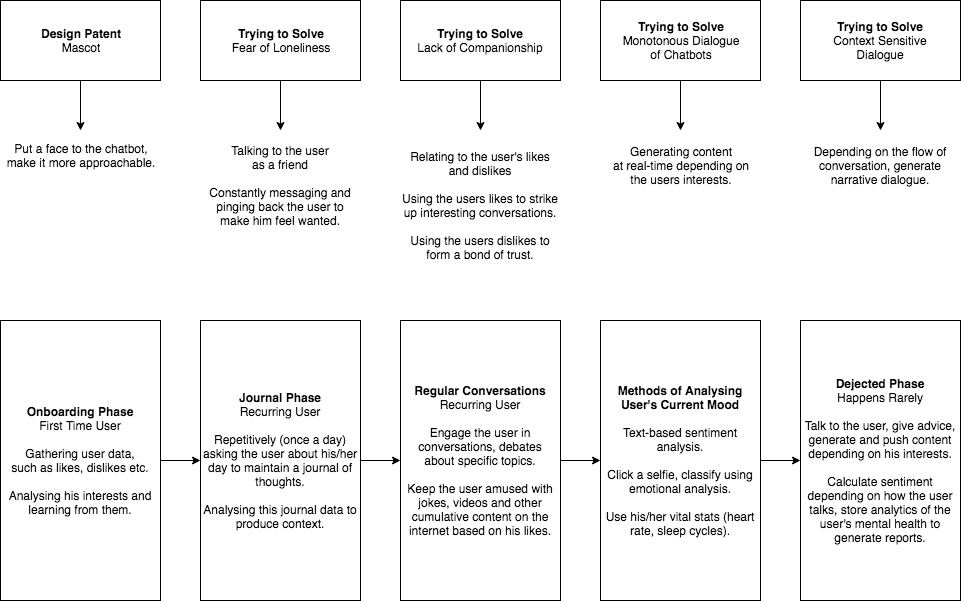 Design Patent
Mascot
Put a face to the chatbot,
make it more approachable.
Trying to Solve
Fear of Loneliness
Talking to the user
as a friend
Constantly messaging and
pinging back the user to
make him feel wanted.
Trying to Solve
Lack of Companionship
Relating to the user's likes
and dislikes
Using the users likes to strike
up interesting conversations.
Using the users dislikes to
form a bond of trust.
Trying to Solve
Monotonous Dialogue
of Chatbots
Generating content
at real-time depending on
the users interests.
Trying to Solve
Context Sensitive
Dialogue
Depending on the flow of
conversation, generate
narrative dialogue.
Onboarding Phase
First Time User
Gathering user data,
such as likes, dislikes etc.
Analysing his interests and
learning from them.
Journal Phase
Recurring User
Repetitively (once a day)
asking the user about his/her
day to maintain a journal of
thoughts.
Analysing this journal data to
produce context.
Regular Conversations
Recurring User
Engage the user in
conversations, debates
about specific topics.
Keep the user amused with
jokes, videos and other
cumulative content on the
internet based on his likes.
Methods of Analysing
User's Current Mood
Text-based sentiment
analysis.
Click a selfie, classify using
emotional analysis.
Use his/her vital stats (heart
rate, sleep cycles).
Dejected Phase
Happens Rarely
Talk to the user, give advice,
generate and push content
depending on his interests.
Calculate sentiment
depending on how the user
talks, store analytics of the
user's mental health to
generate reports.